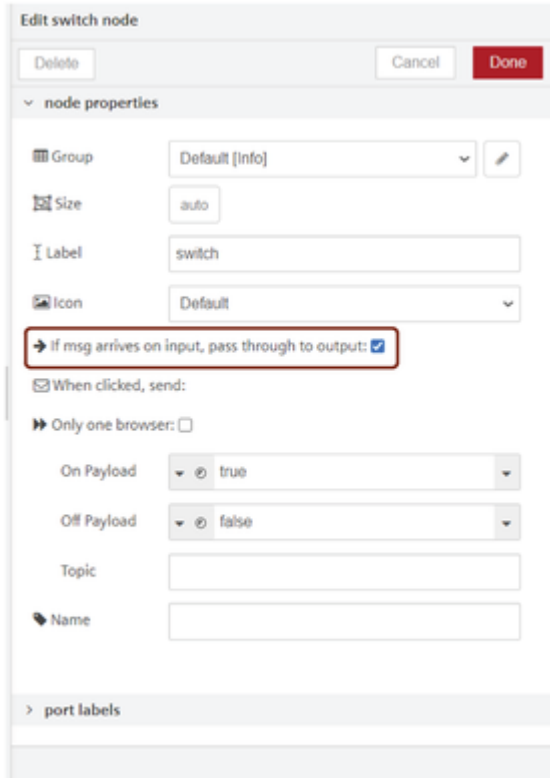 Edit switch node
Delete Cancel Done
node properties
Group Default [Info]
Size auto
Label switch
Icon Default
If msg arrives on input, pass through to output:
When clicked, send:
Only one browser:
On Payload true
Off Payload false
Topic
Name
port labels